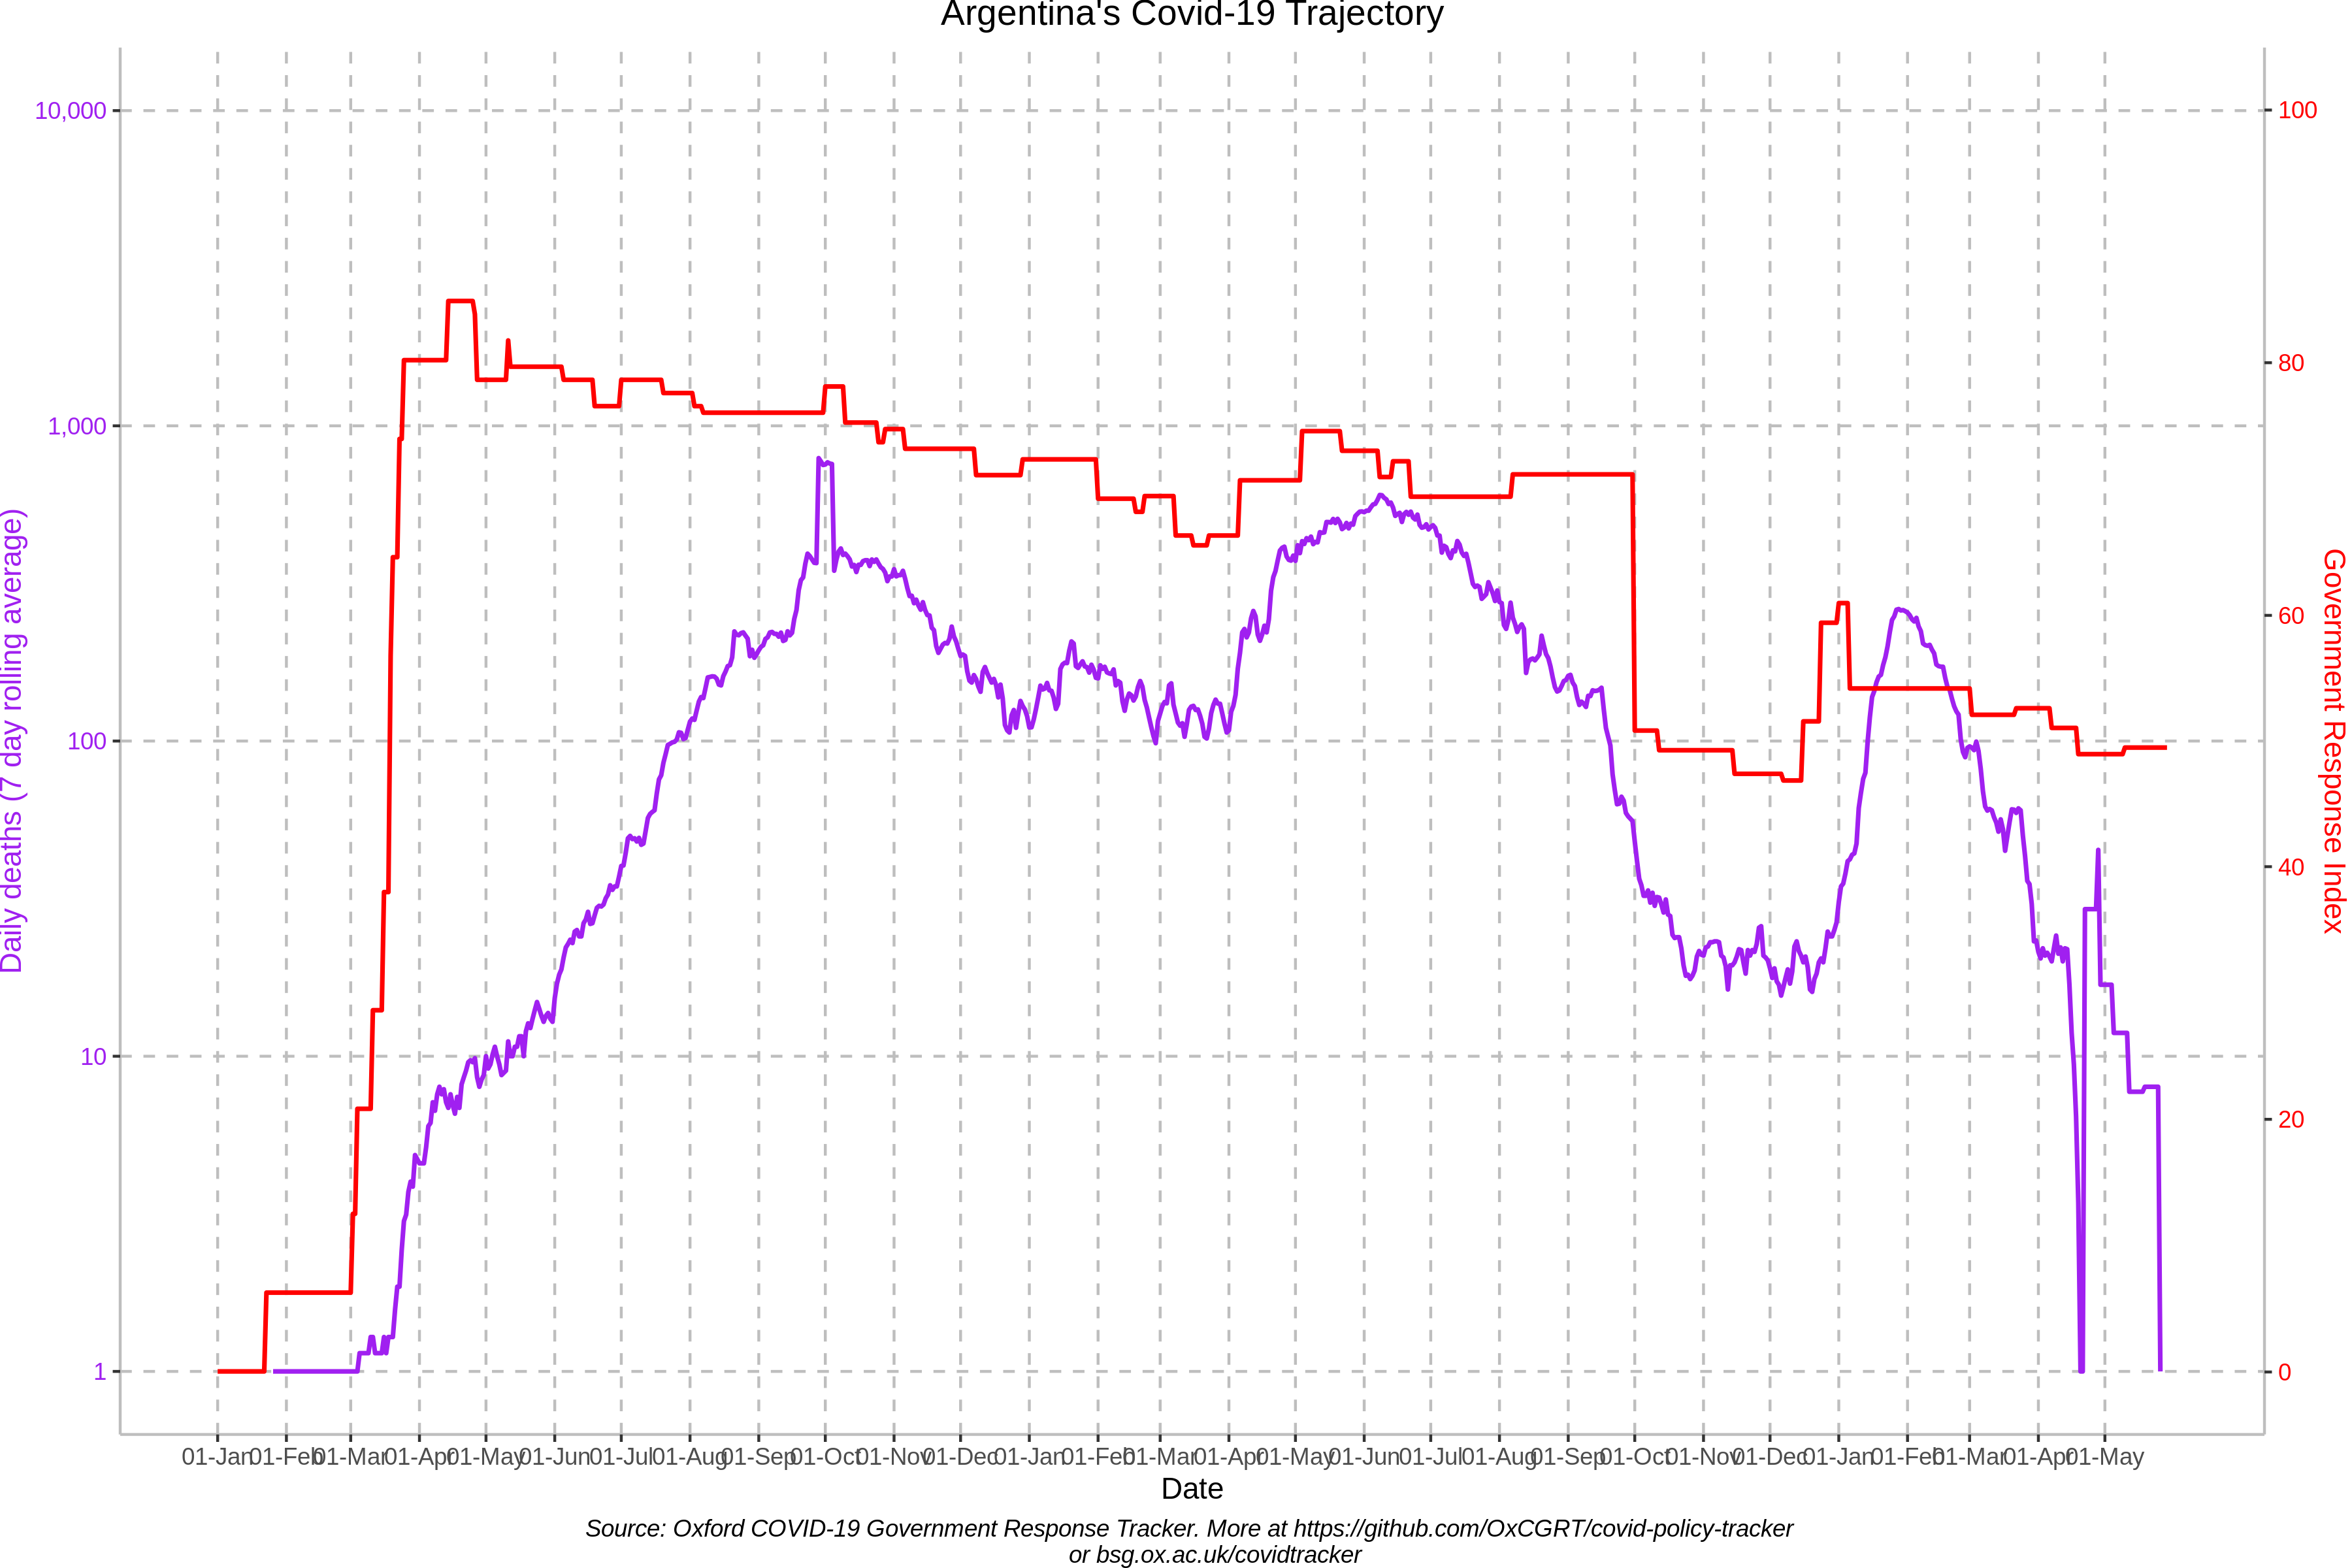 Argentina's Covid-19 Trajectory
10,000
1,000
100
10
1
Daily deaths (7 day rolling average)
100
80
60
40
20
0
Government Response Index
01-Jan 01-Feb 01-Mar 01-Apr 01-May 01-Jun 01-Jul 01-Aug 01-Sep 01-Oct 01-Nov 01-Dec 01-Jan 01-Feb 01-Mar 01-Apr 01-May 01-Jun 01-Jul 01-Aug 01-Sep 01-Oct 01-Nov 01-Dec 01-Jan 01-Feb 01-Mar 01-Apr 01-May
Date
Source: Oxford COVID-19 Government Response Tracker. More at https://github.com/OxCGRT/covid-policy-tracker
or bsg.ox.ac.uk/covidtracker